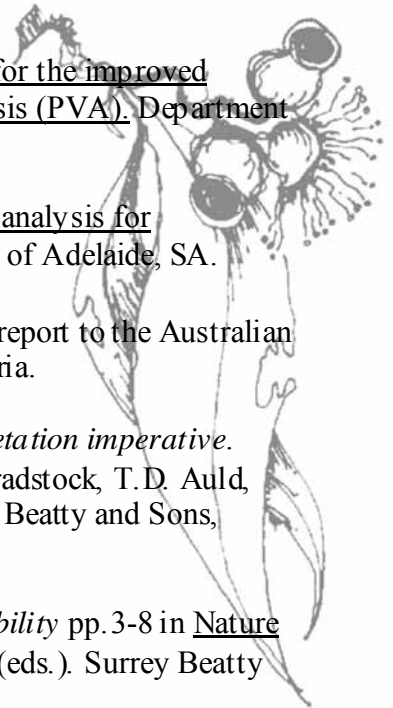 for the improved
sis (PVA). Department
analysis for
of Adelaide, SA.
report to the Australian
ria.
etation imperative.
radstock, T.D. Auld,
Beatty and Sons,
bility pp.3-8 in Nature
(eds.). Surrey Beatty